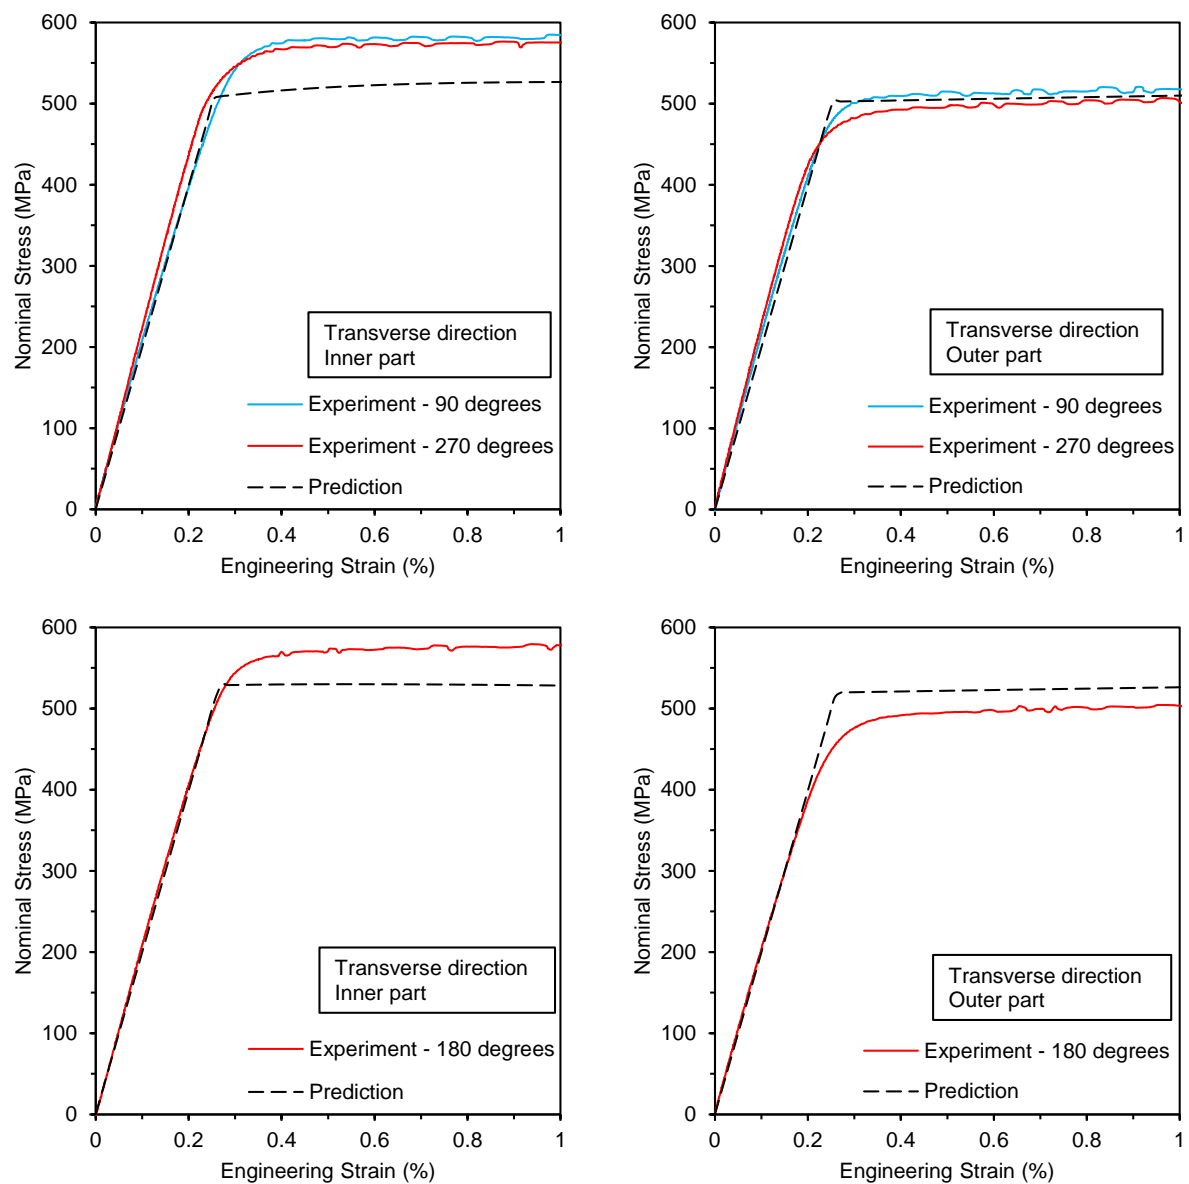 600
500
400
300
200
100
0
Nominal Stress (MPa)
Transverse direction
Inner part
Experiment - 90 degrees
Experiment - 270 degrees
Prediction
0 0.2 0.4 0.6 0.8 1
Engineering Strain (%)
600
500
400
300
200
100
0
Nominal Stress (MPa)
Transverse direction
Outer part
Experiment - 90 degrees
Experiment - 270 degrees
Prediction
0 0.2 0.4 0.6 0.8 1
Engineering Strain (%)
600
500
400
300
200
100
0
Nominal Stress (MPa)
Transverse direction
Inner part
Experiment - 180 degrees
Prediction
0 0.2 0.4 0.6 0.8 1
Engineering Strain (%)
600
500
400
300
200
100
0
Nominal Stress (MPa)
Transverse direction
Outer part
Experiment - 180 degrees
Prediction
0 0.2 0.4 0.6 0.8 1
Engineering Strain (%)